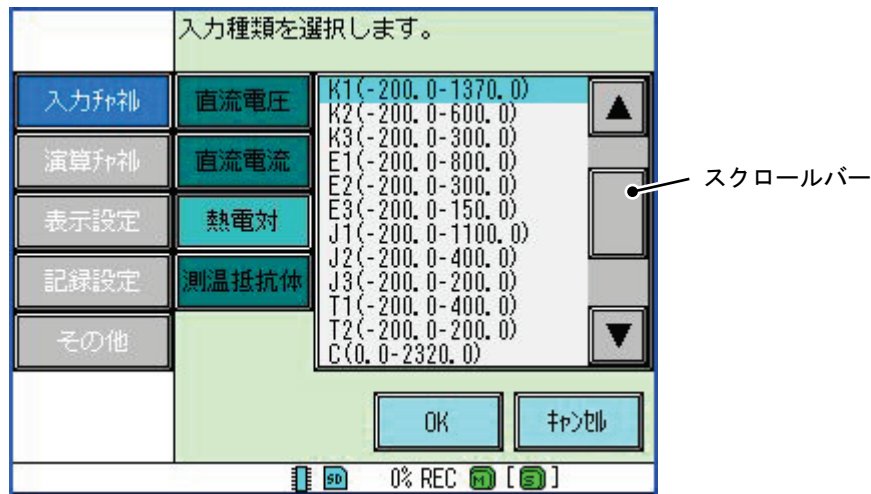 入力種類を選択します。
入力ﾁｬﾈﾙ
演算ﾁｬﾈﾙ
表示設定
記録設定
その他
直流電圧
直流電流
熱電対
測温抵抗体
K1(-200.0-1370.0)
K2(-200.0-600.0)
K3(-200.0-300.0)
E1(-200.0-800.0)
E2(-200.0-300.0)
E3(-200.0-150.0)
J1(-200.0-1100.0)
J2(-200.0-400.0)
J3(-200.0-200.0)
T1(-200.0-400.0)
T2(-200.0-200.0)
C(0.0-2320.0)
▲
▼
スクロールバー
OK
ｷｬﾝｾﾙ
SD 0% REC M [S]